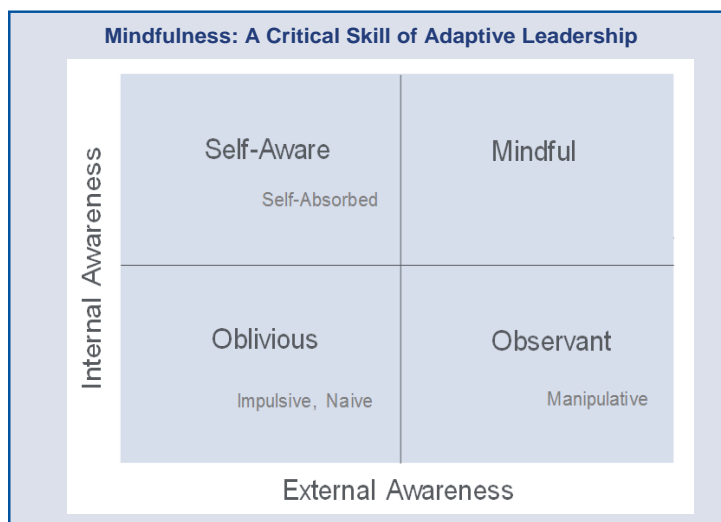 Mindfulness: A Critical Skill of Adaptive Leadership
Internal Awareness
Self-Aware
Self-Absorbed
Mindful
Oblivious
Impulsive, Naive
Observant
Manipulative
External Awareness